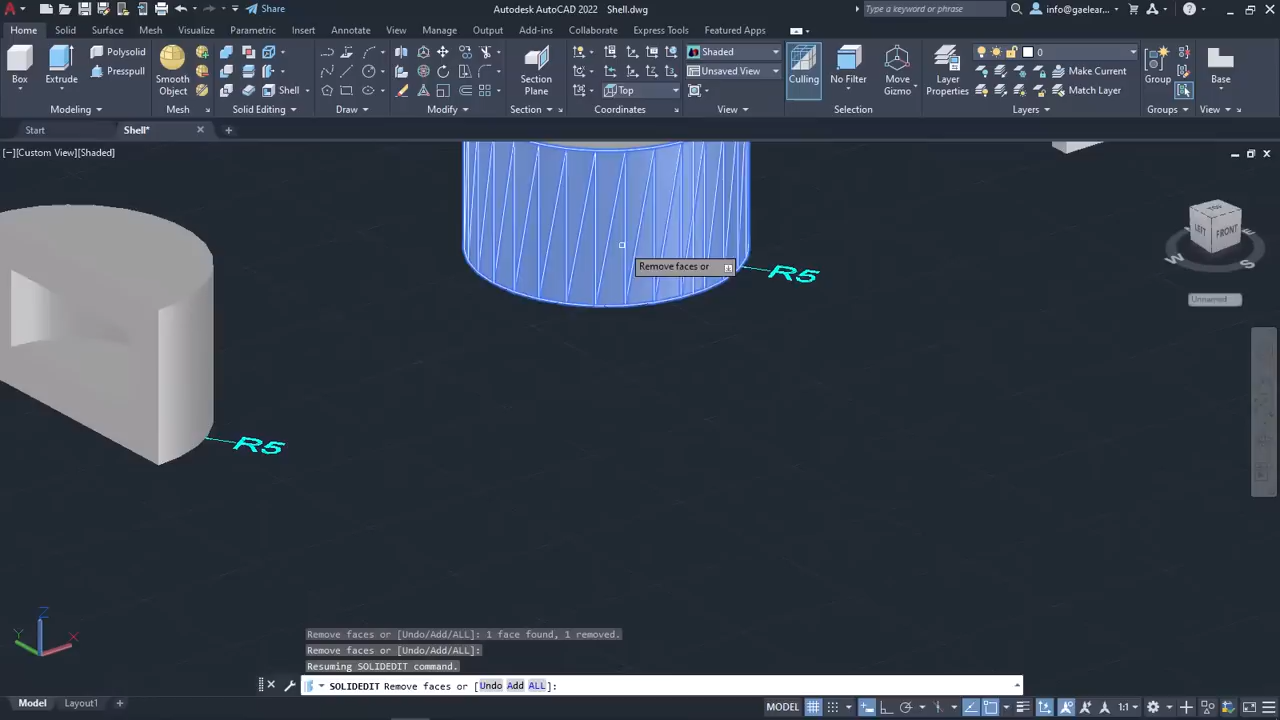 Share
Autodesk AutoCAD 2022 Shell.dwg
Type a keyword or phrase
info@gaelear...
Home Solid Surface Mesh Visualize Parametric Insert Annotate View Manage Output Add-ins Collaborate Express Tools Featured Apps
Box
Extrude
Polysolid
Presspull
Modeling
Smooth
Object
Mesh
Shell
Solid Editing
Draw
Modify
Section
Plane
Section
Top
Coordinates
Shaded
Unsaved View
View
Culling
No Filter
Move
Gizmo
Selection
Layer
Properties
0
Make Current
Match Layer
Layers
Group
Groups
Base
View
Start
Shell*
[−][Custom View][Shaded]
TOP
LEFT
FRONT
W
E
S
Unnamed
Remove faces or
R5
R5
Z
Y
X
Remove faces or [Undo/Add/ALL]: 1 face found, 1 removed.
Remove faces or [Undo/Add/ALL]:
Resuming SOLIDEDIT command.
SOLIDEDIT Remove faces or [Undo Add ALL]:
Model
Layout1
MODEL
1:1